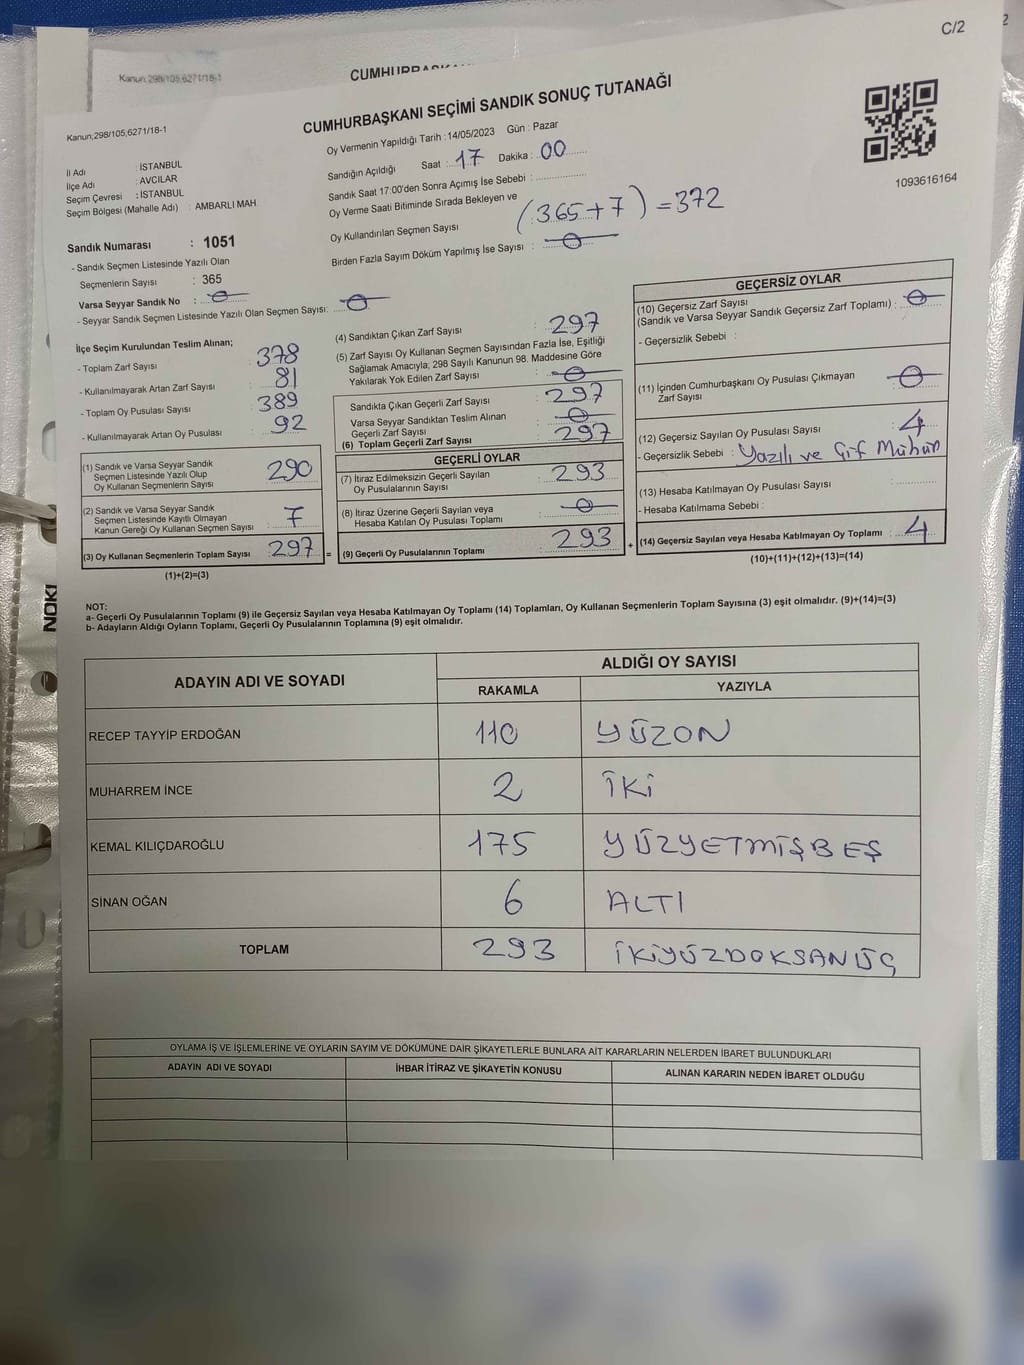 C/2
2
Kanun;298/105;6271/18-1
Kanun;298/105;6271/18-1
CUMHURBAŞKANI SEÇİMİ SANDIK SONUÇ TUTANAĞI
Oy Vermenin Yapıldığı Tarih : 14/05/2023 Gün : Pazar
1093616164
İl Adı : İSTANBUL
İlçe Adı : AVCILAR
Seçim Çevresi : İSTANBUL
Seçim Bölgesi (Mahalle Adı) : AMBARLI MAH
Sandığın Açıldığı Saat : 17 Dakika : 00
Sandık Saat 17:00'den Sonra Açımış İse Sebebi :
Oy Verme Saati Bitiminde Sırada Bekleyen ve
Oy Kullandırılan Seçmen Sayısı (365+7)=372
Birden Fazla Sayım Döküm Yapılmış İse Sayısı : 0
Sandık Numarası : 1051
- Sandık Seçmen Listesinde Yazılı Olan
Seçmenlerin Sayısı : 365
Varsa Seyyar Sandık No : 0
- Seyyar Sandık Seçmen Listesinde Yazılı Olan Seçmen Sayısı: 0
İlçe Seçim Kurulundan Teslim Alınan;
- Toplam Zarf Sayısı 378
- Kullanılmayarak Artan Zarf Sayısı 81
- Toplam Oy Pusulası Sayısı 389
- Kullanılmayarak Artan Oy Pusulası 92
(1) Sandık ve Varsa Seyyar Sandık
Seçmen Listesinde Yazılı Olup
Oy Kullanan Seçmenlerin Sayısı 290
(2) Sandık ve Varsa Seyyar Sandık
Seçmen Listesinde Kayıtlı Olmayan
Kanun Gereği Oy Kullanan Seçmen Sayısı : 7
(3) Oy Kullanan Seçmenlerin Toplam Sayısı : 297 =
(1)+(2)=(3)
(4) Sandıktan Çıkan Zarf Sayısı : 297
(5) Zarf Sayısı Oy Kullanan Seçmen Sayısından Fazla İse, Eşitliği
Sağlamak Amacıyla; 298 Sayılı Kanunun 98. Maddesine Göre
Yakılarak Yok Edilen Zarf Sayısı : 0
Sandıkta Çıkan Geçerli Zarf Sayısı : 297
Varsa Seyyar Sandıktan Teslim Alınan
Geçerli Zarf Sayısı : 0
(6) Toplam Geçerli Zarf Sayısı : 297
GEÇERLİ OYLAR
(7) İtiraz Edilmeksizin Geçerli Sayılan
Oy Pusulalarının Sayısı : 293
(8) İtiraz Üzerine Geçerli Sayılan veya
Hesaba Katılan Oy Pusulası Toplamı : 0
(9) Geçerli Oy Pusulalarının Toplamı : 293 +
GEÇERSİZ OYLAR
(10) Geçersiz Zarf Sayısı
(Sandık ve Varsa Seyyar Sandık Geçersiz Zarf Toplamı) : 0
- Geçersizlik Sebebi :
(11) İçinden Cumhurbaşkanı Oy Pusulası Çıkmayan
Zarf Sayısı : 0
(12) Geçersiz Sayılan Oy Pusulası Sayısı : 4
- Geçersizlik Sebebi : Yazılı ve Çif Mühür
(13) Hesaba Katılmayan Oy Pusulası Sayısı :
- Hesaba Katılmama Sebebi :
(14) Geçersiz Sayılan veya Hesaba Katılmayan Oy Toplamı : 4
(10)+(11)+(12)+(13)=(14)
NOKI
NOT:
a- Geçerli Oy Pusulalarının Toplamı (9) ile Geçersiz Sayılan veya Hesaba Katılmayan Oy Toplamı (14) Toplamları, Oy Kullanan Seçmenlerin Toplam Sayısına (3) eşit olmalıdır. (9)+(14)=(3)
b- Adayların Aldığı Oyların Toplamı, Geçerli Oy Pusulalarının Toplamına (9) eşit olmalıdır.
ADAYIN ADI VE SOYADI ALDIĞI OY SAYISI
RAKAMLA YAZIYLA
RECEP TAYYİP ERDOĞAN 110 YÜZON
MUHARREM İNCE 2 İKİ
KEMAL KILIÇDAROĞLU 175 YÜZYETMİŞBEŞ
SİNAN OĞAN 6 ALTI
TOPLAM 293 İKİYÜZDOKSANÜÇ
OYLAMA İŞ VE İŞLEMLERİNE VE OYLARIN SAYIM VE DÖKÜMÜNE DAİR ŞİKAYETLERLE BUNLARA AİT KARARLARIN NELERDEN İBARET BULUNDUKLARI
ADAYIN ADI VE SOYADI İHBAR İTİRAZ VE ŞİKAYETİN KONUSU ALINAN KARARIN NEDEN İBARET OLDUĞU